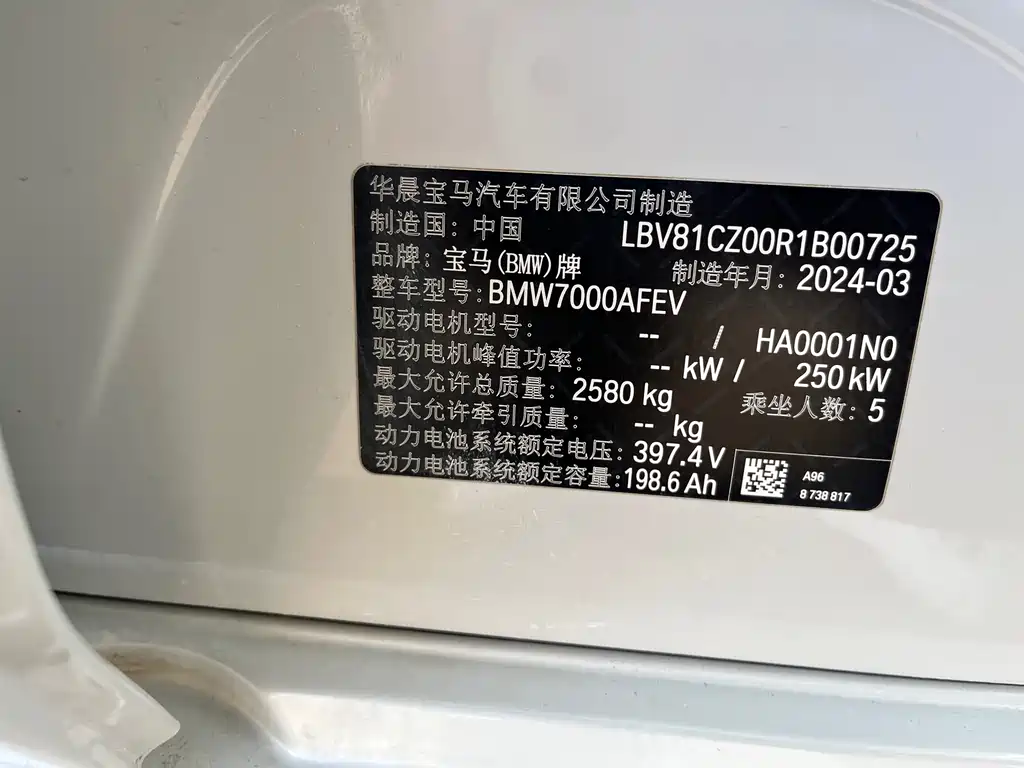 华晨宝马汽车有限公司制造
制造国：中国 LBV81CZ00R1B00725
品牌：宝马(BMW)牌 制造年月：2024-03
整车型号：BMW7000AFEV
驱动电机型号： -- / HA0001N0
驱动电机峰值功率： -- kW / 250 kW
最大允许总质量：2580 kg 乘坐人数：5
最大允许牵引质量： -- kg
动力电池系统额定电压：397.4V
动力电池系统额定容量：198.6 Ah
A96
8 738 817